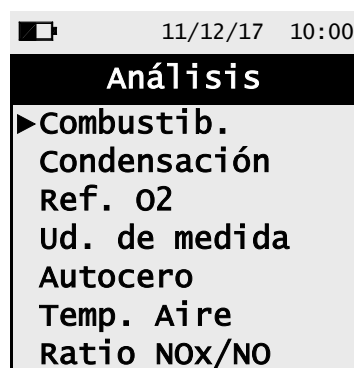 11/12/17 10:00
Análisis
►Combustib.
Condensación
Ref. O2
Ud. de medida
Autocero
Temp. Aire
Ratio NOx/NO